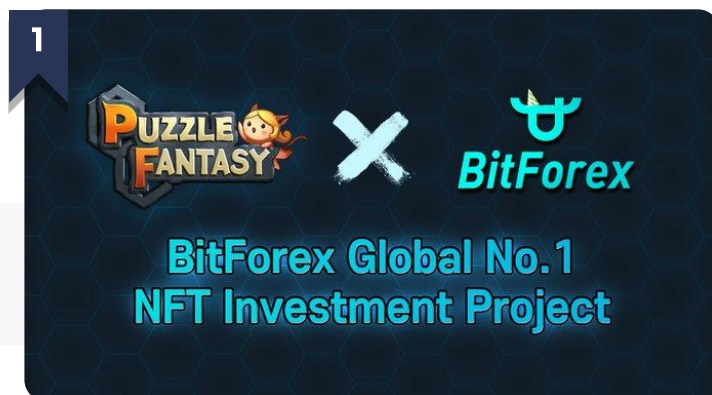 1
PUZZLE
FANTASY
X
BitForex
BitForex Global No.1
NFT Investment Project